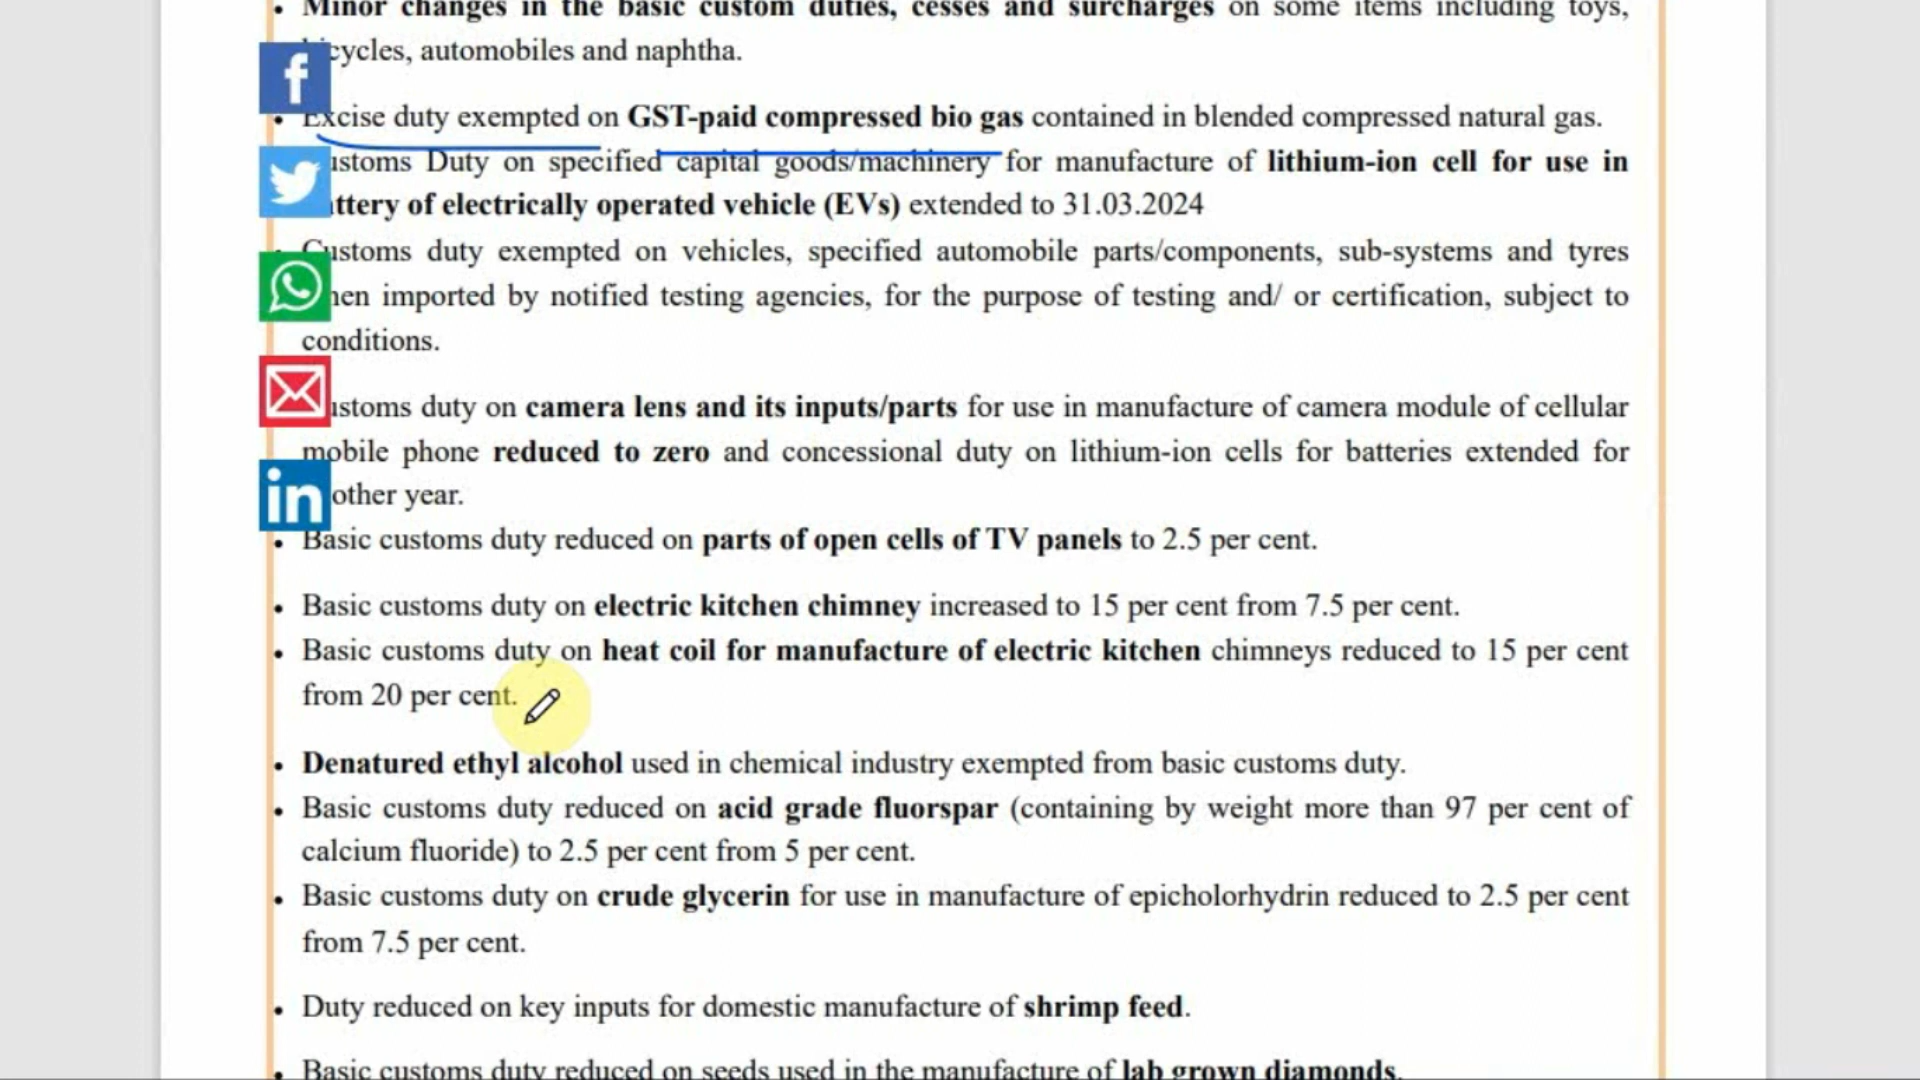 • Minor changes in the basic custom duties, cesses and surcharges on some items including toys,
cycles, automobiles and naphtha.
• Excise duty exempted on GST-paid compressed bio gas contained in blended compressed natural gas.
Customs Duty on specified capital goods/machinery for manufacture of lithium-ion cell for use in
battery of electrically operated vehicle (EVs) extended to 31.03.2024
Customs duty exempted on vehicles, specified automobile parts/components, sub-systems and tyres
when imported by notified testing agencies, for the purpose of testing and/ or certification, subject to
conditions.
Customs duty on camera lens and its inputs/parts for use in manufacture of camera module of cellular
mobile phone reduced to zero and concessional duty on lithium-ion cells for batteries extended for
other year.
• Basic customs duty reduced on parts of open cells of TV panels to 2.5 per cent.
• Basic customs duty on electric kitchen chimney increased to 15 per cent from 7.5 per cent.
• Basic customs duty on heat coil for manufacture of electric kitchen chimneys reduced to 15 per cent
from 20 per cent.
• Denatured ethyl alcohol used in chemical industry exempted from basic customs duty.
• Basic customs duty reduced on acid grade fluorspar (containing by weight more than 97 per cent of
calcium fluoride) to 2.5 per cent from 5 per cent.
• Basic customs duty on crude glycerin for use in manufacture of epicholorhydrin reduced to 2.5 per cent
from 7.5 per cent.
• Duty reduced on key inputs for domestic manufacture of shrimp feed.
• Basic customs duty reduced on seeds used in the manufacture of lab grown diamonds.